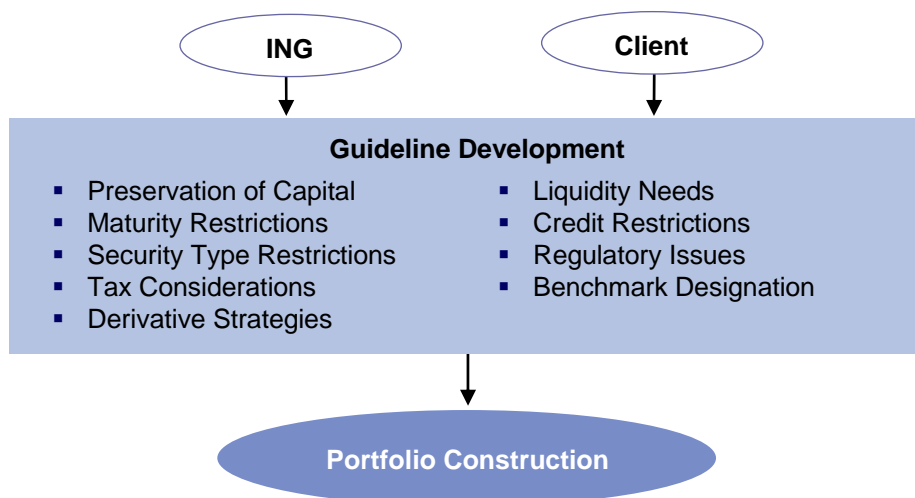 ING
Client
Guideline Development
▪ Preservation of Capital
▪ Maturity Restrictions
▪ Security Type Restrictions
▪ Tax Considerations
▪ Derivative Strategies
▪ Liquidity Needs
▪ Credit Restrictions
▪ Regulatory Issues
▪ Benchmark Designation
Portfolio Construction